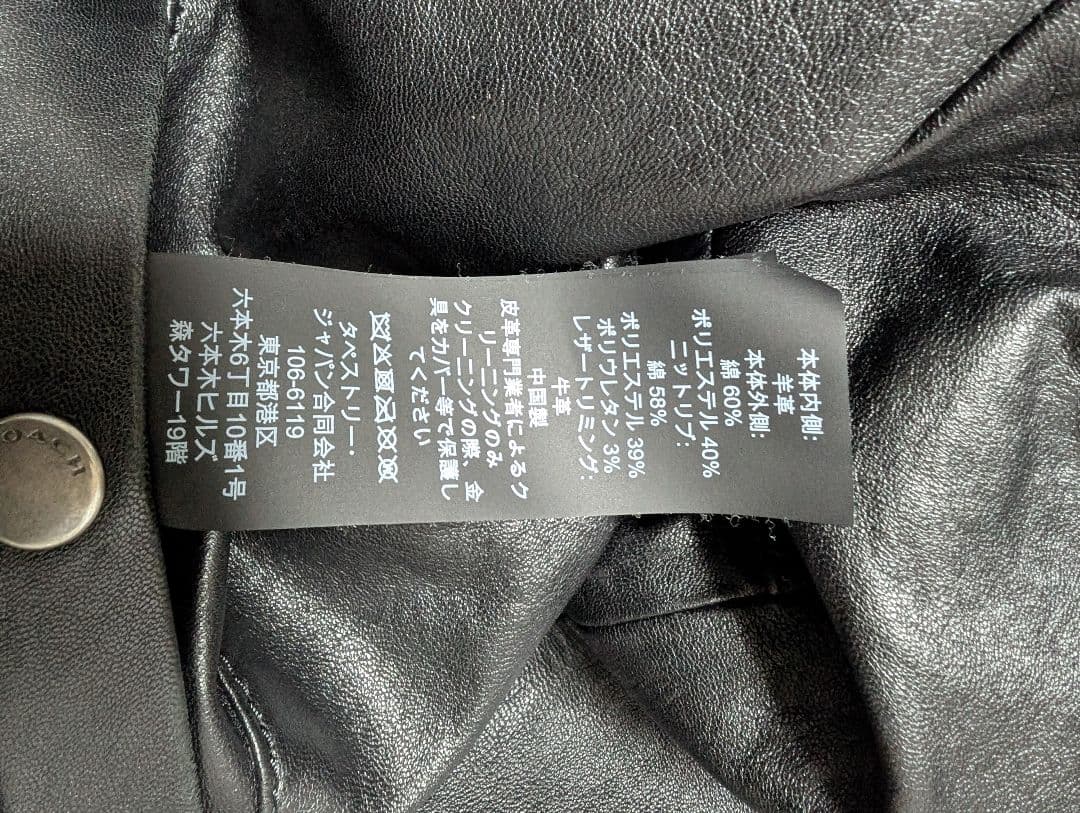 本体内側:
羊革
本体外側:
綿 60%
ポリエステル 40%
ニットリブ:
綿 58%
ポリエステル 39%
ポリウレタン 3%
レザートリミング:
牛革
中国製
皮革専門業者によるク
リーニングのみ
クリーニングの際、金
具をカバー等で保護し
てください
タペストリー・
ジャパン合同会社
106-6119
東京都港区
六本木6丁目10番1号
六本木ヒルズ
森タワー19階
COACH